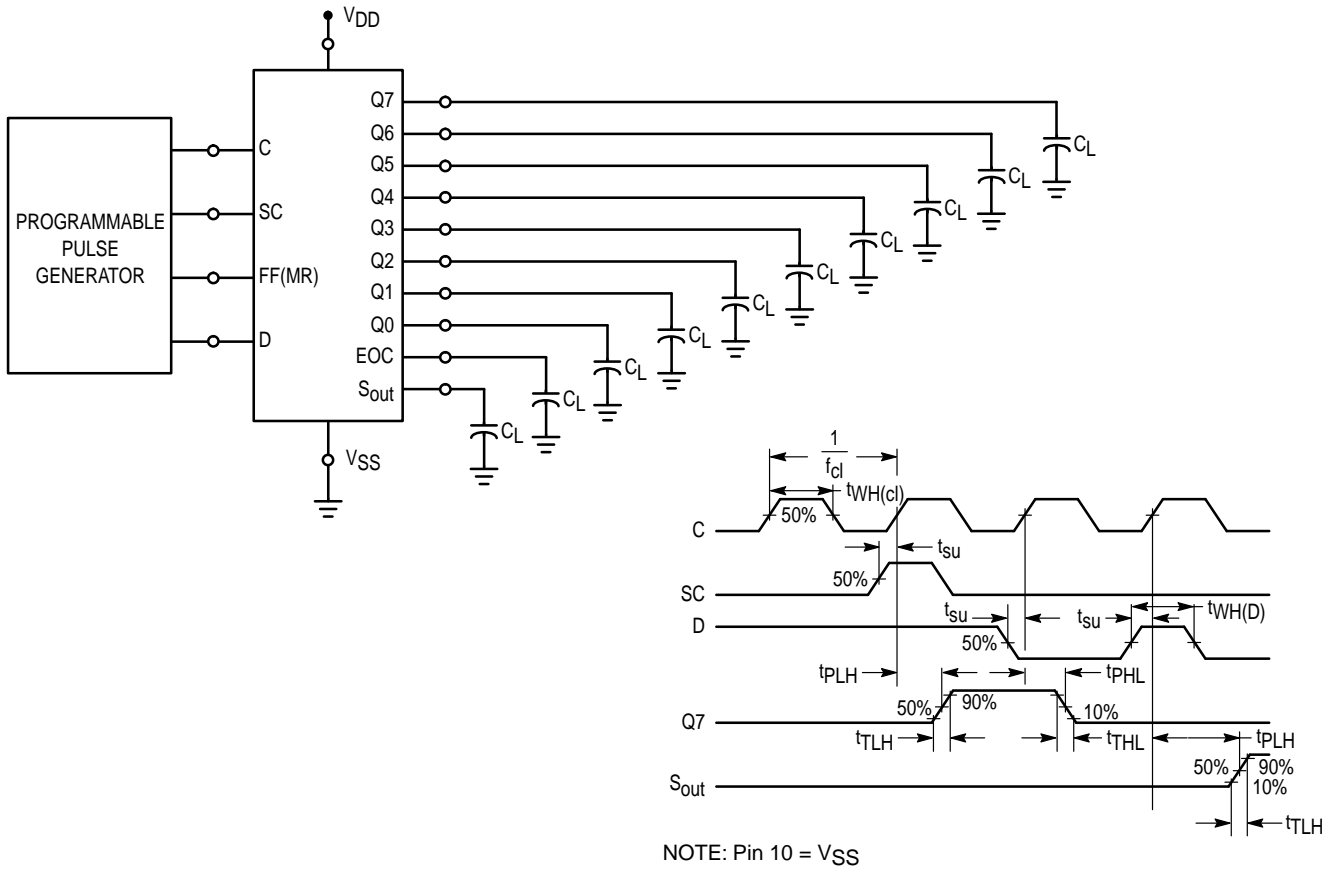 VDD
PROGRAMMABLE
PULSE
GENERATOR
C
SC
FF(MR)
D
Q7
Q6
Q5
Q4
Q3
Q2
Q1
Q0
EOC
Sout
CL
CL
CL
CL
CL
CL
CL
CL
CL
CL
VSS
1
fcl
tWH(cl)
50%
C
tsu
50%
SC
tsu
tsu
tWH(D)
D
50%
tPLH
tPHL
50%
90%
10%
Q7
tTLH
tTHL
tPLH
50%
90%
10%
Sout
tTLH
NOTE: Pin 10 = VSS